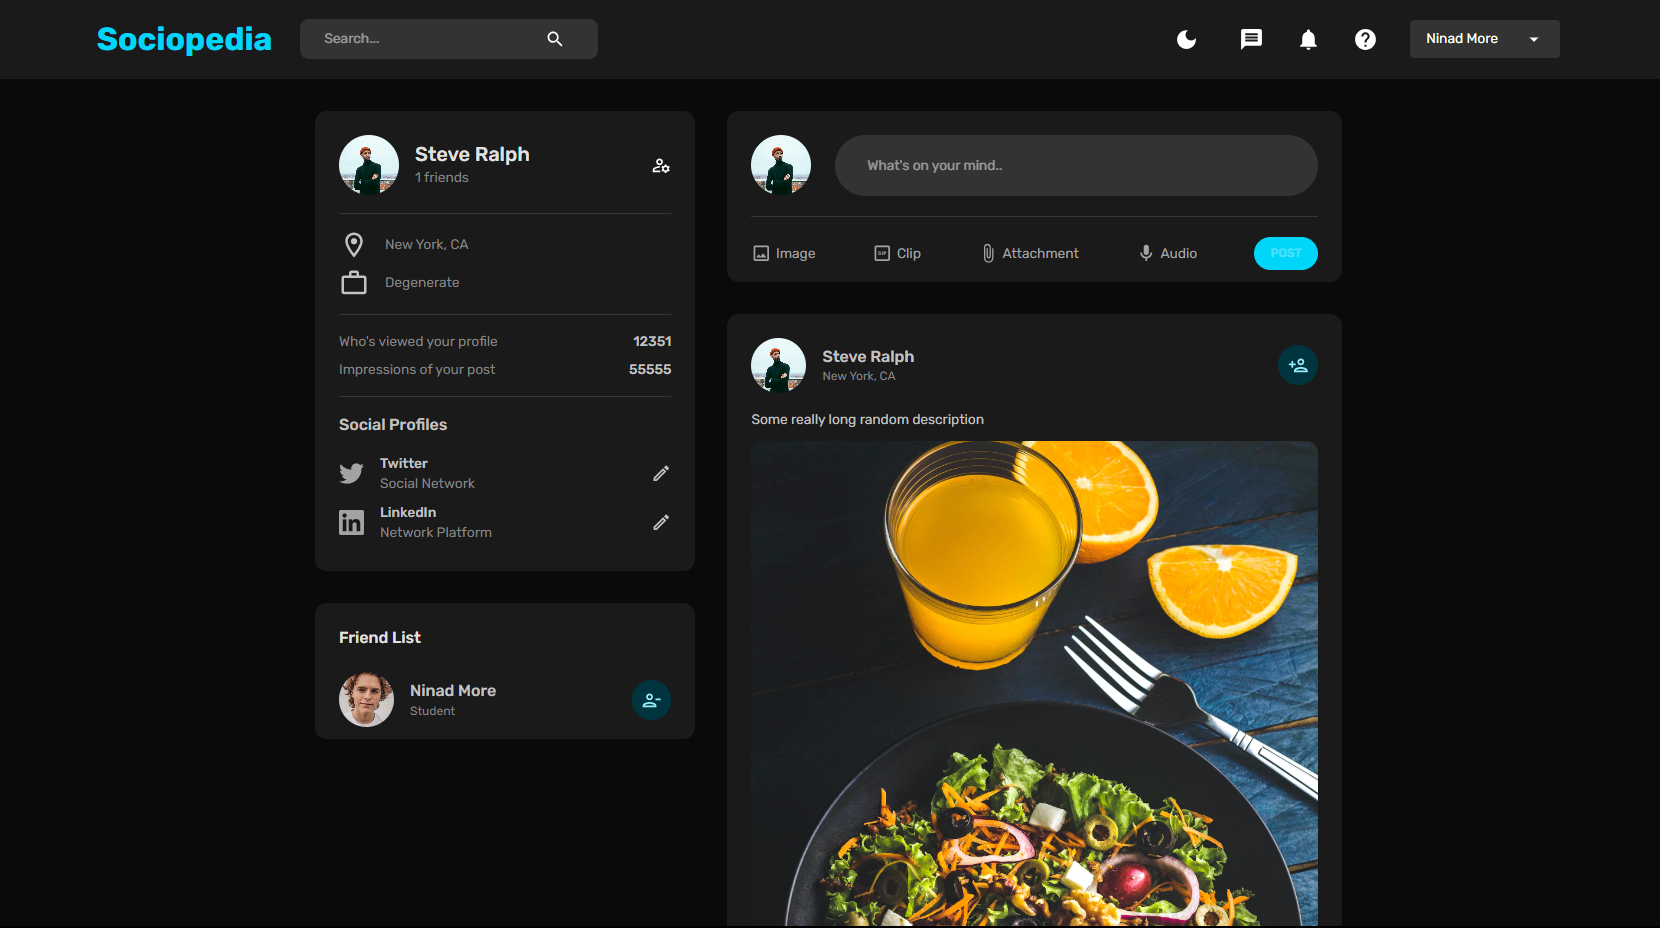 Sociopedia
Search...
Ninad More
Steve Ralph
1 friends
New York, CA
Degenerate
Who's viewed your profile 12351
Impressions of your post 55555
Social Profiles
Twitter
Social Network
LinkedIn
Network Platform
Friend List
Ninad More
Student
What's on your mind..
Image
GIF Clip
Attachment
Audio
POST
Steve Ralph
New York, CA
Some really long random description